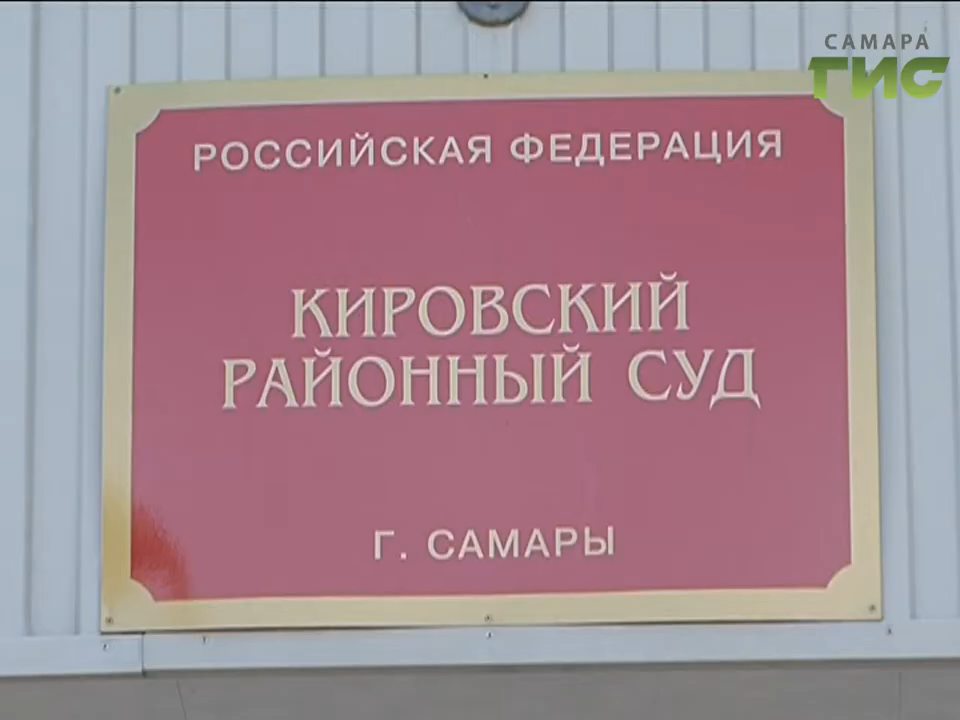 САМАРА
ГИС
РОССИЙСКАЯ ФЕДЕРАЦИЯ
КИРОВСКИЙ
РАЙОННЫЙ СУД
Г. САМАРЫ